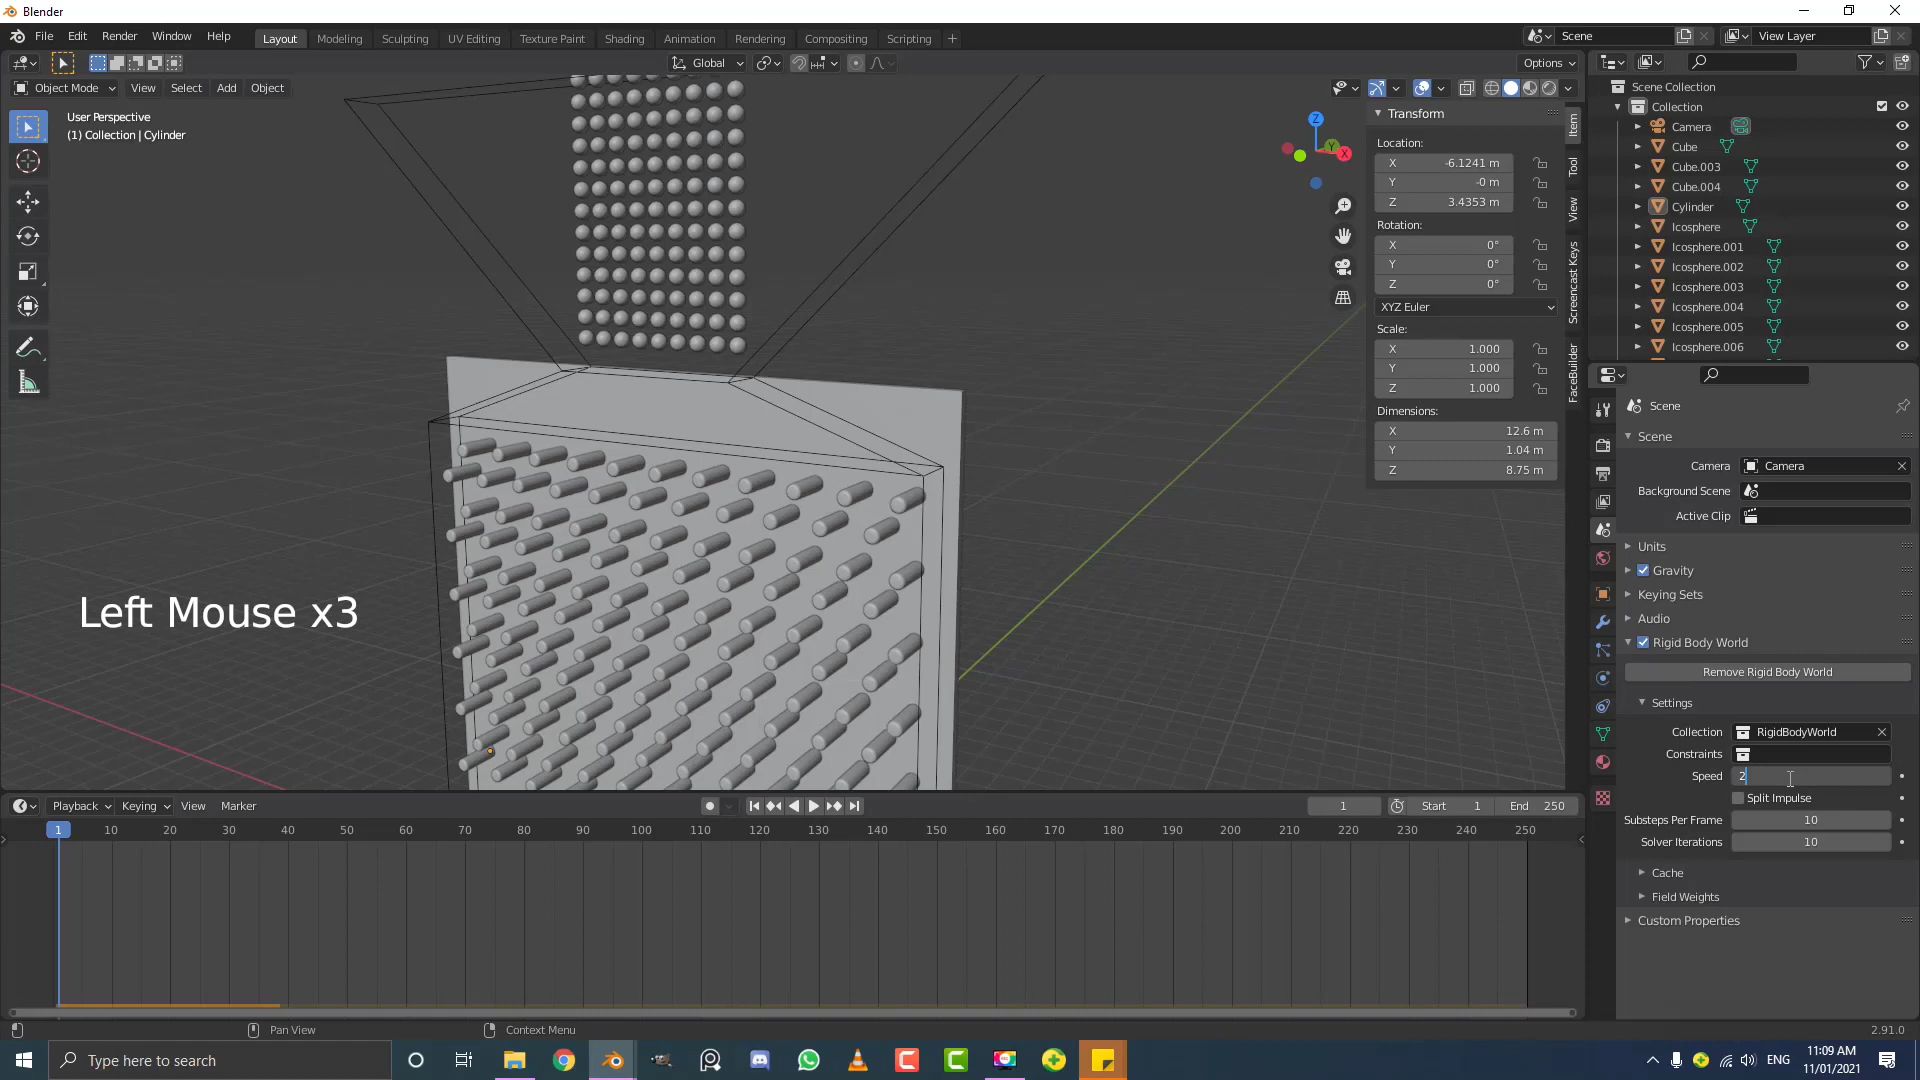 Blender
File Edit Render Window Help
Layout Modeling Sculpting UV Editing Texture Paint Shading Animation Rendering Compositing Scripting
Scene View Layer
Global Options
Object Mode View Select Add Object
User Perspective
(1) Collection | Cylinder
Transform
Location:
X -6.1241 m
Y -0 m
Z 3.4353 m
Rotation:
X 0°
Y 0°
Z 0°
XYZ Euler
Scale:
X 1.000
Y 1.000
Z 1.000
Dimensions:
X 12.6 m
Y 1.04 m
Z 8.75 m
Item
Tool
View
Screencast Keys
FaceBuilder
Z
Y
X
Scene Collection
Collection
Camera
Cube
Cube.003
Cube.004
Cylinder
Icosphere
Icosphere.001
Icosphere.002
Icosphere.003
Icosphere.004
Icosphere.005
Icosphere.006
Scene
Scene
Camera Camera
Background Scene
Active Clip
Units
Gravity
Keying Sets
Audio
Rigid Body World
Remove Rigid Body World
Settings
Collection RigidBodyWorld
Constraints
Speed 2
Split Impulse
Substeps Per Frame 10
Solver Iterations 10
Cache
Field Weights
Custom Properties
Left Mouse x3
Playback Keying View Marker
1 Start 1 End 250
1 10 20 30 40 50 60 70 80 90 100 110 120 130 140 150 160 170 180 190 200 210 220 230 240 250
Pan View Context Menu 2.91.0
Type here to search
ENG
11:09 AM
11/01/2021